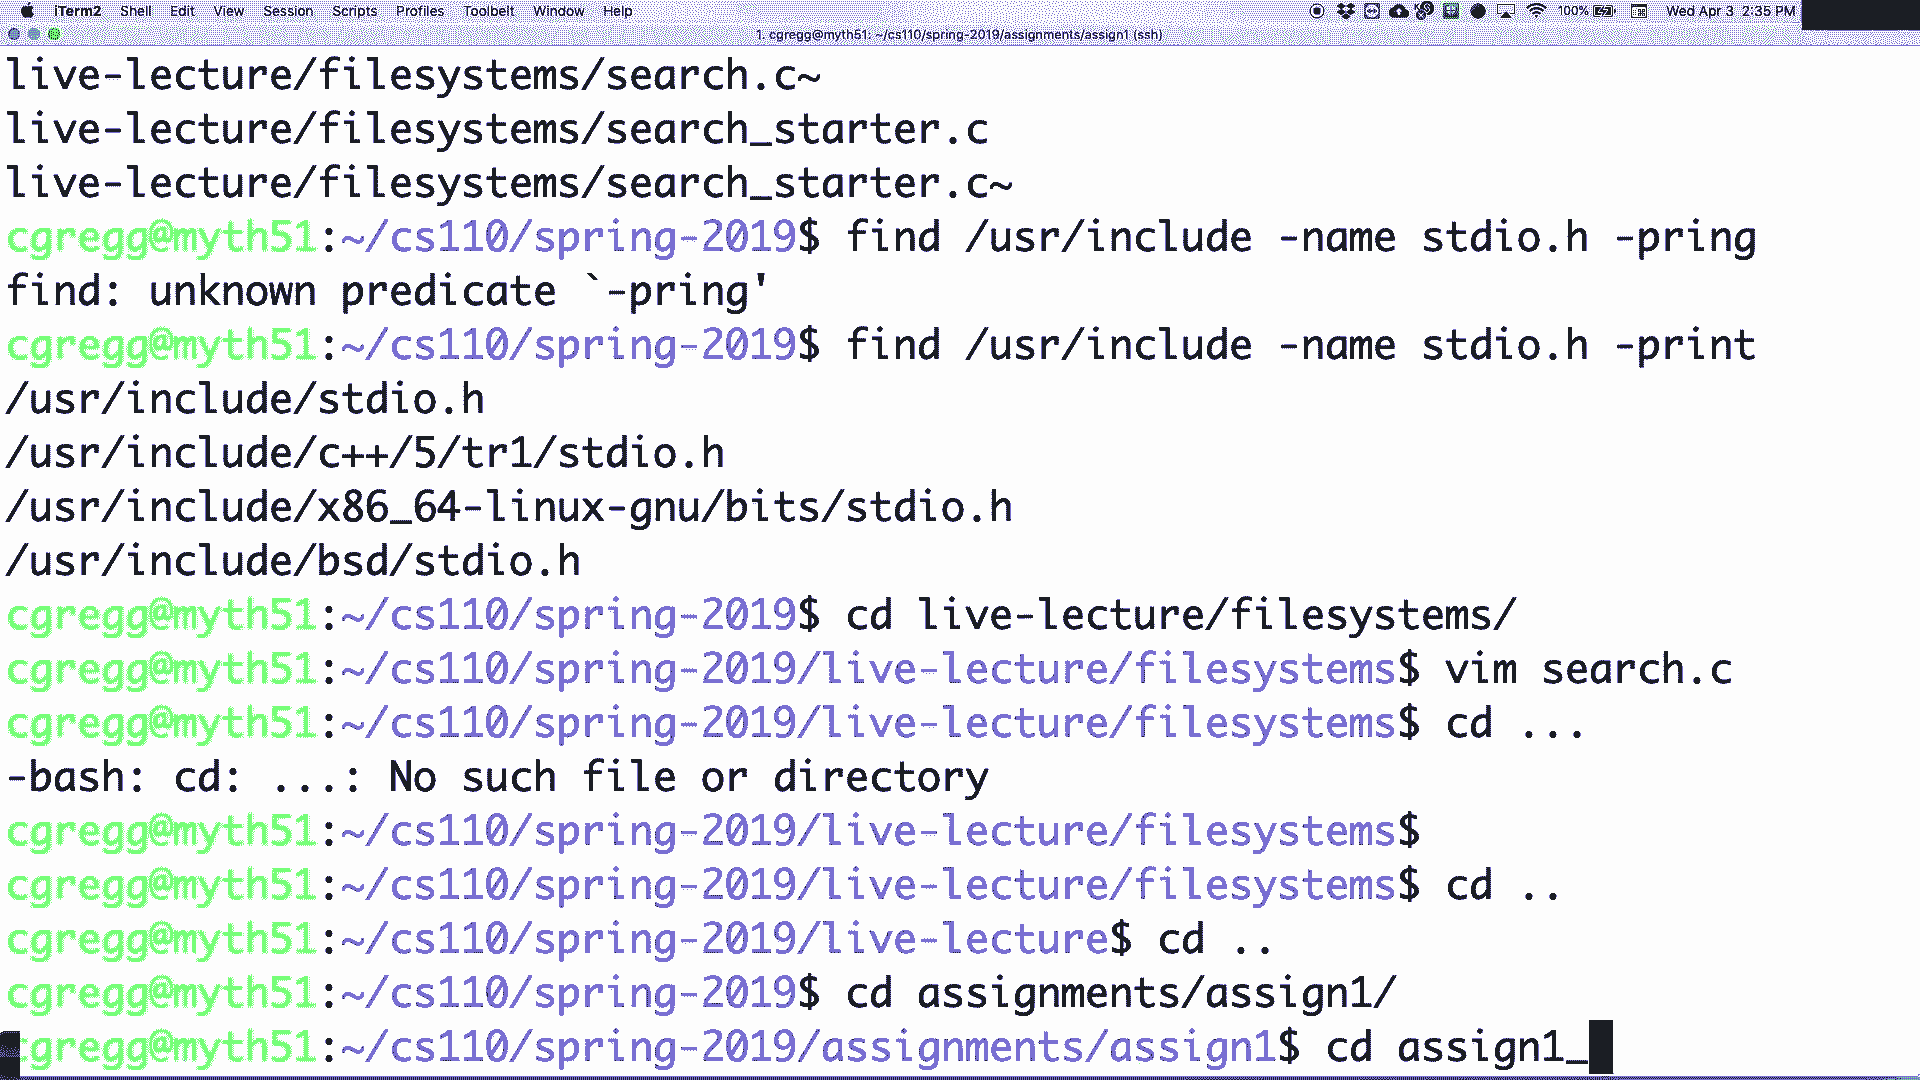 iTerm2 Shell Edit View Session Scripts Profiles Toolbelt Window Help 100% Wed Apr 3 2:35 PM
1. cgregg@myth51: ~/cs110/spring-2019/assignments/assign1 (ssh)
live-lecture/filesystems/search.c~
live-lecture/filesystems/search_starter.c
live-lecture/filesystems/search_starter.c~
cgregg@myth51:~/cs110/spring-2019$ find /usr/include -name stdio.h -pring
find: unknown predicate `-pring'
cgregg@myth51:~/cs110/spring-2019$ find /usr/include -name stdio.h -print
/usr/include/stdio.h
/usr/include/c++/5/tr1/stdio.h
/usr/include/x86_64-linux-gnu/bits/stdio.h
/usr/include/bsd/stdio.h
cgregg@myth51:~/cs110/spring-2019$ cd live-lecture/filesystems/
cgregg@myth51:~/cs110/spring-2019/live-lecture/filesystems$ vim search.c
cgregg@myth51:~/cs110/spring-2019/live-lecture/filesystems$ cd ...
-bash: cd: ...: No such file or directory
cgregg@myth51:~/cs110/spring-2019/live-lecture/filesystems$
cgregg@myth51:~/cs110/spring-2019/live-lecture/filesystems$ cd ..
cgregg@myth51:~/cs110/spring-2019/live-lecture$ cd ..
cgregg@myth51:~/cs110/spring-2019$ cd assignments/assign1/
cgregg@myth51:~/cs110/spring-2019/assignments/assign1$ cd assign1_